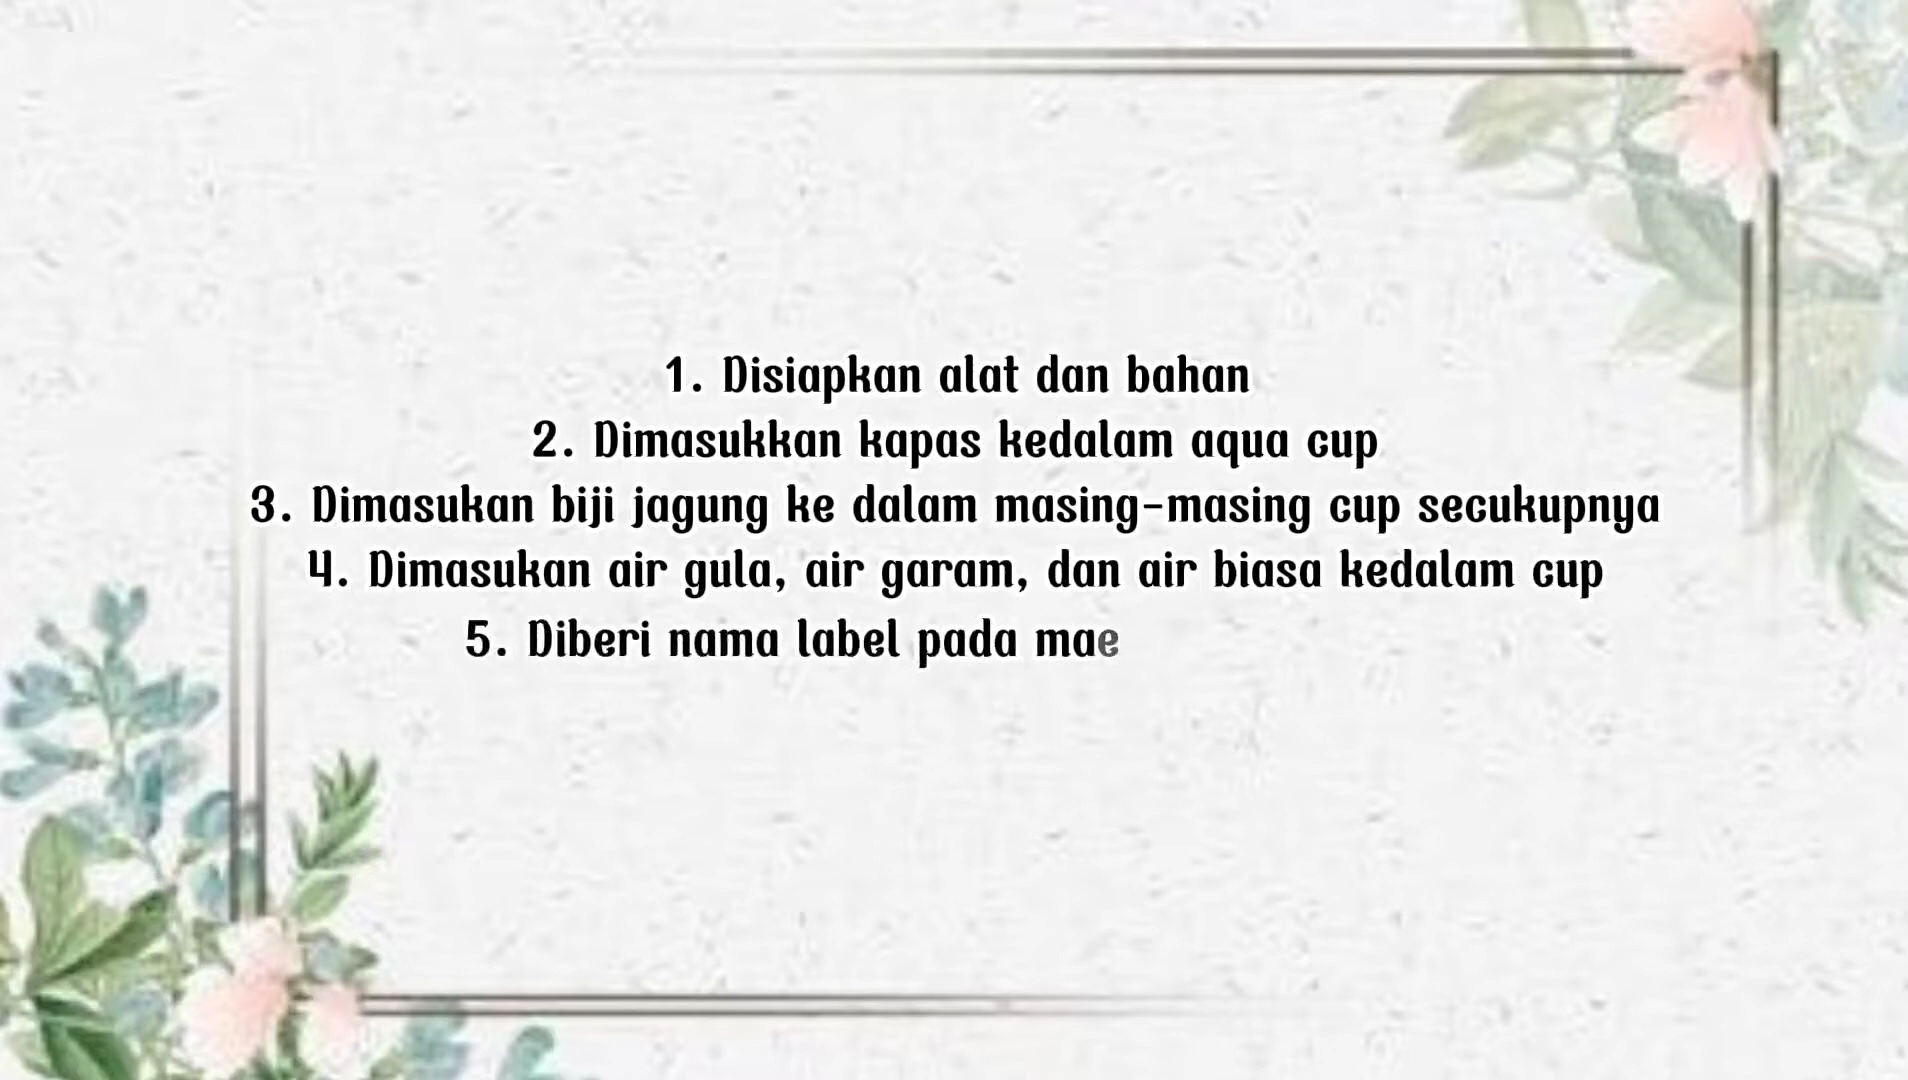 1. Disiapkan alat dan bahan
2. Dimasukkan kapas kedalam aqua cup
3. Dimasukan biji jagung ke dalam masing-masing cup secukupnya
4. Dimasukan air gula, air garam, dan air biasa kedalam cup
5. Diberi nama label pada mae